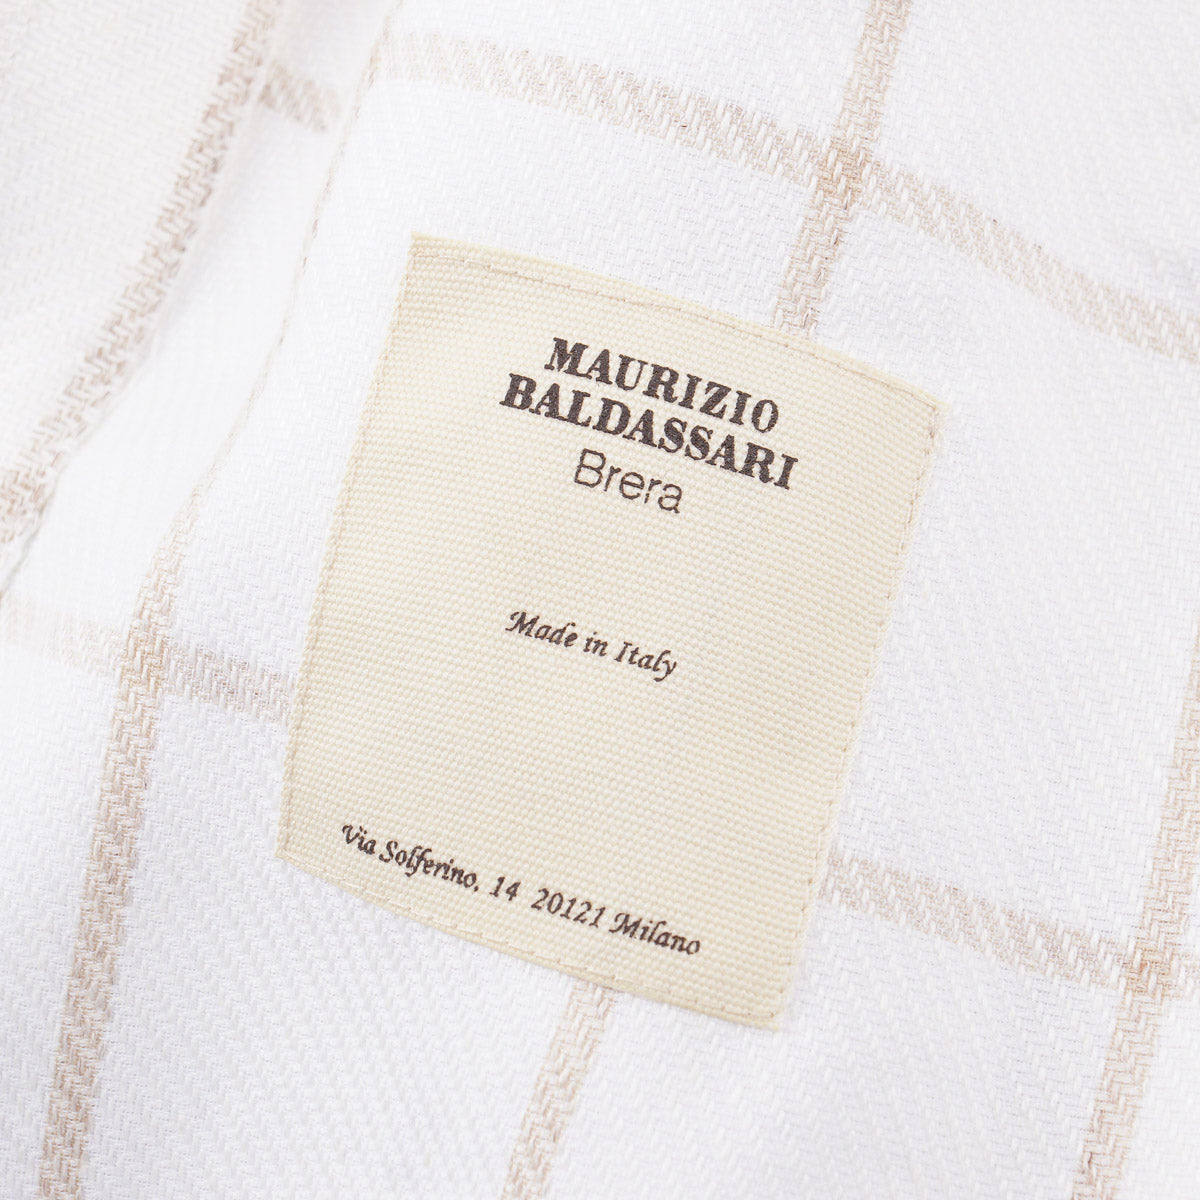 MAURIZIO
BALDASSARI
Brera
Made in Italy
Via Solferino, 14 20121 Milano